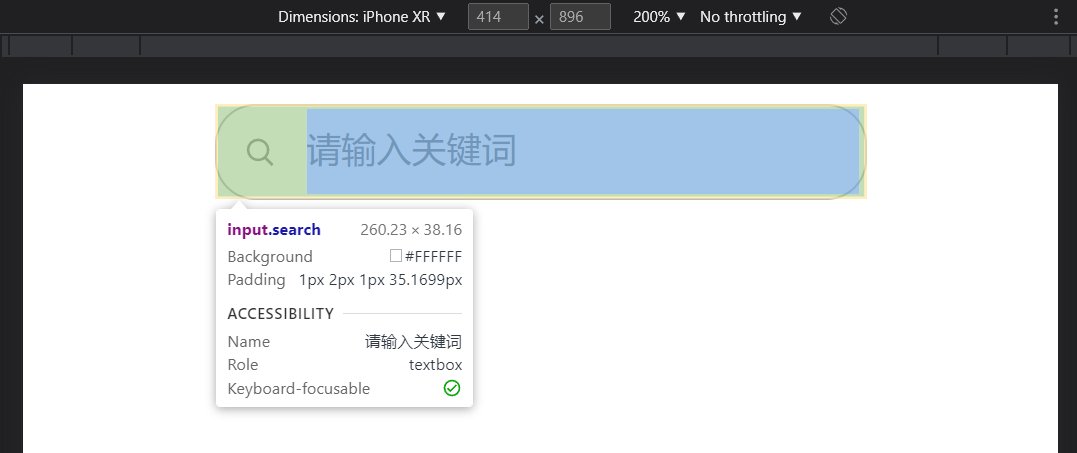 Dimensions: iPhone XR ▼ 414 × 896 200% ▼ No throttling ▼
请输入关键词
input.search 260.23 × 38.16
Background #FFFFFF
Padding 1px 2px 1px 35.1699px
ACCESSIBILITY
Name 请输入关键词
Role textbox
Keyboard-focusable